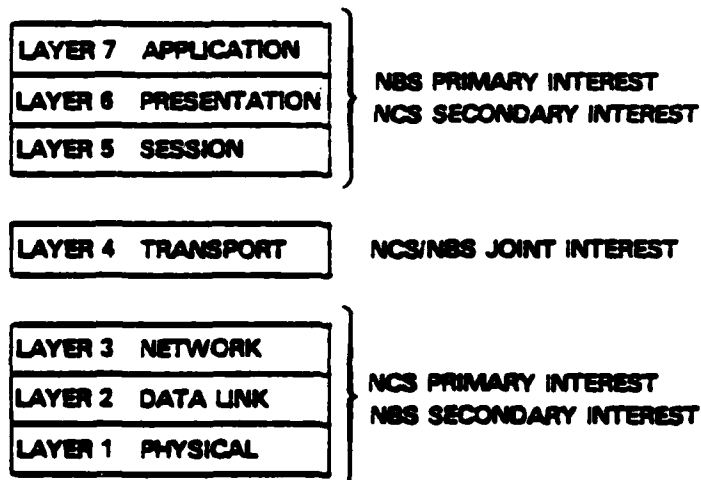 LAYER 7 APPLICATION
LAYER 6 PRESENTATION
LAYER 5 SESSION
NBS PRIMARY INTEREST
NCS SECONDARY INTEREST
LAYER 4 TRANSPORT
NCS/NBS JOINT INTEREST
LAYER 3 NETWORK
LAYER 2 DATA LINK
LAYER 1 PHYSICAL
NCS PRIMARY INTEREST
NBS SECONDARY INTEREST